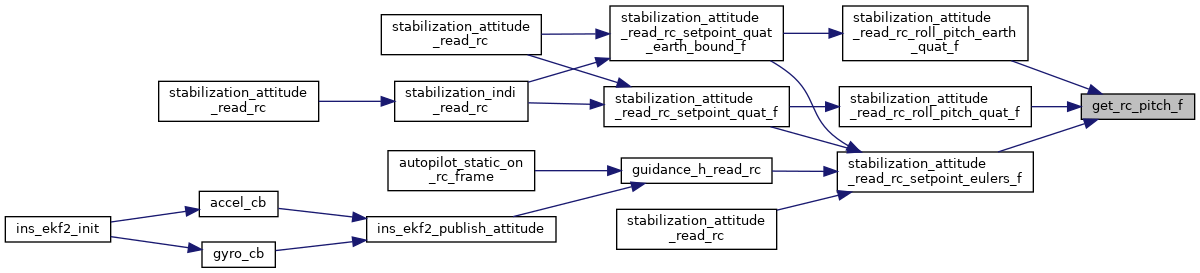 stabilization_attitude
_read_rc
stabilization_attitude
_read_rc_setpoint_quat
_earth_bound_f
stabilization_attitude
_read_rc_roll_pitch_earth
_quat_f
stabilization_attitude
_read_rc
stabilization_indi
_read_rc
stabilization_attitude
_read_rc_setpoint_quat_f
stabilization_attitude
_read_rc_roll_pitch_quat_f
get_rc_pitch_f
autopilot_static_on
_rc_frame
guidance_h_read_rc
stabilization_attitude
_read_rc_setpoint_eulers_f
accel_cb
ins_ekf2_init
ins_ekf2_publish_attitude
stabilization_attitude
_read_rc
gyro_cb